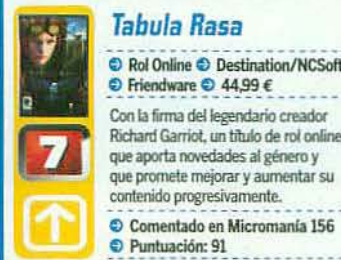 Tabula Rasa
Rol Online Destination/NCSoft
Friendware 44,99 €
Con la firma del legendario creador
Richard Garriot, un título de rol online
que aporta novedades al género y
que promete mejorar y aumentar su
contenido progresivamente.
7
Comentado en Micromanía 156
Puntuación: 91